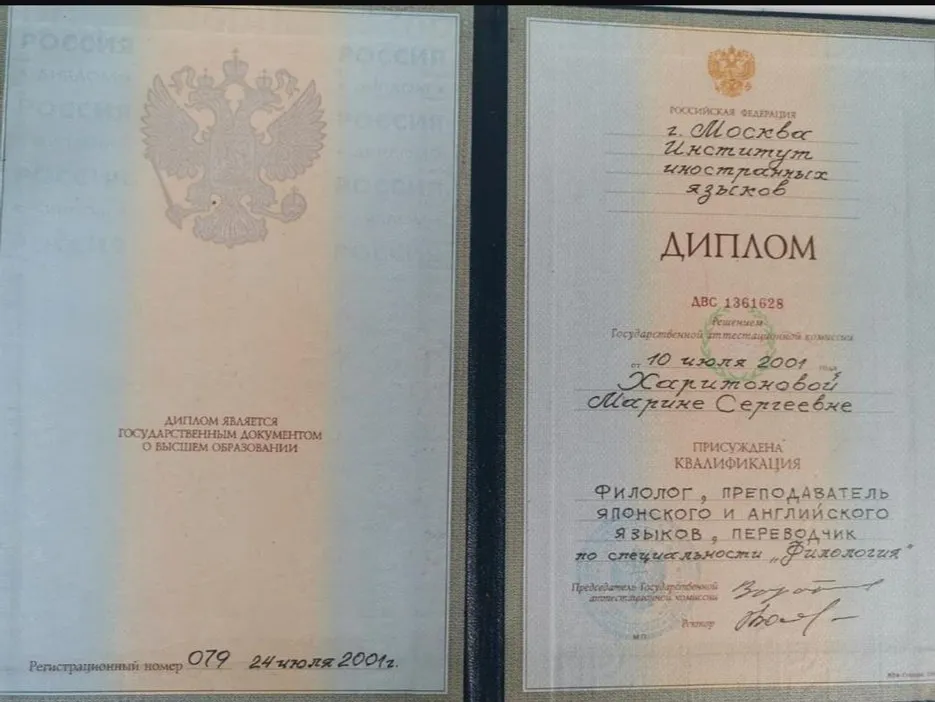 ДИПЛОМ ЯВЛЯЕТСЯ
ГОСУДАРСТВЕННЫМ ДОКУМЕНТОМ
О ВЫСШЕМ ОБРАЗОВАНИИ
Регистрационный номер 079 24 июля 2001г.
РОССИЙСКАЯ ФЕДЕРАЦИЯ
г. Москва
Институт
иностранных
языков
ДИПЛОМ
ДВС 1361628
Решением
Государственной аттестационной комиссии
от 10 июля 2001 года
Харитоновой
Марине Сергеевне
ПРИСУЖДЕНА
КВАЛИФИКАЦИЯ
ФИЛОЛОГ, ПРЕПОДАВАТЕЛЬ
ЯПОНСКОГО И АНГЛИЙСКОГО
ЯЗЫКОВ, ПЕРЕВОДЧИК
по специальности „Филология"
Председатель Государственной
аттестационной комиссии
Ректор
М.П.